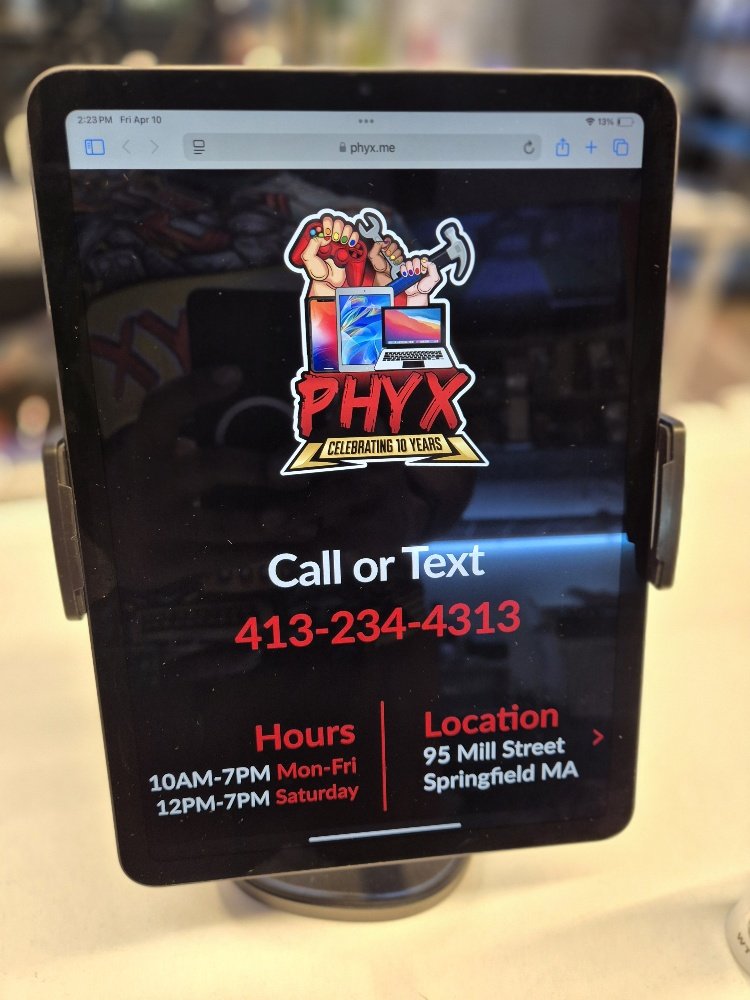 2:23 PM Fri Apr 10
13%
phyx.me
PHYX
CELEBRATING 10 YEARS
Call or Text
413-234-4313
Hours
10AM-7PM Mon-Fri
12PM-7PM Saturday
Location
95 Mill Street
Springfield MA